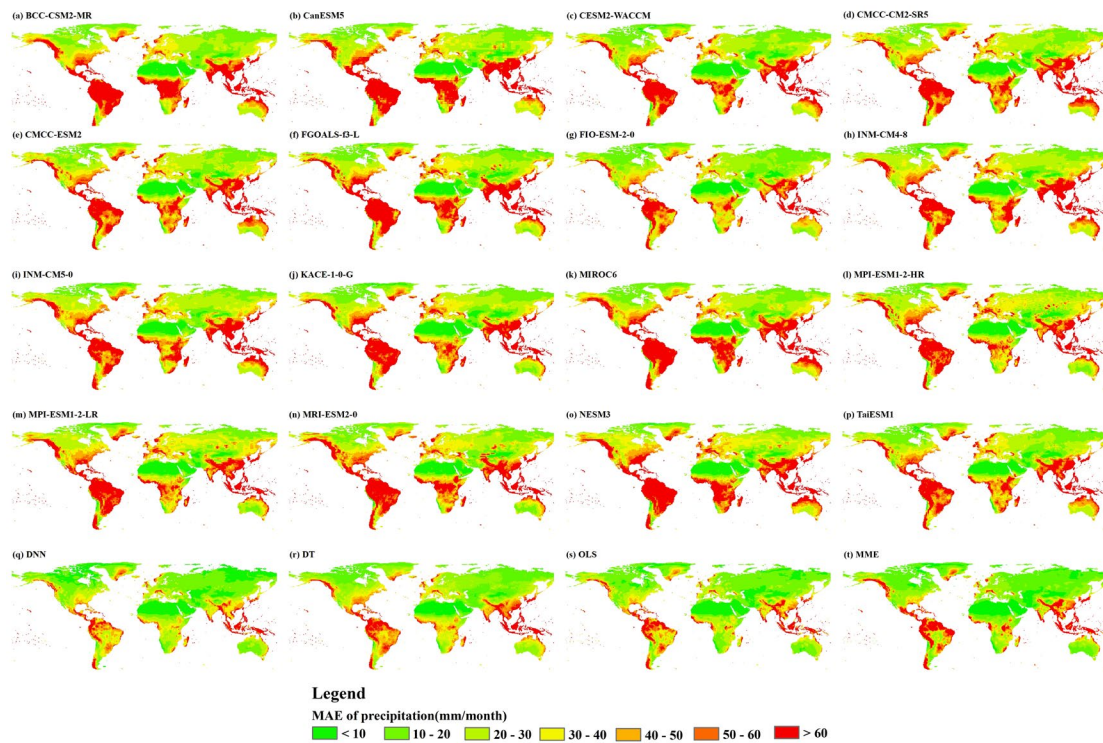 (a) BCC-CSM2-MR (b) CanESM5 (c) CESM2-WACCM (d) CMCC-CM2-SR5
(e) CMCC-ESM2 (f) FGOALS-f3-L (g) FIO-ESM-2-0 (h) INM-CM4-8
(i) INM-CM5-0 (j) KACE-1-0-G (k) MIROC6 (l) MPI-ESM1-2-HR
(m) MPI-ESM1-2-LR (n) MRI-ESM2-0 (o) NESM3 (p) TaiESM1
(q) DNN (r) DT (s) OLS (t) MME
Legend
MAE of precipitation(mm/month)
< 10 10 - 20 20 - 30 30 - 40 40 - 50 50 - 60 > 60